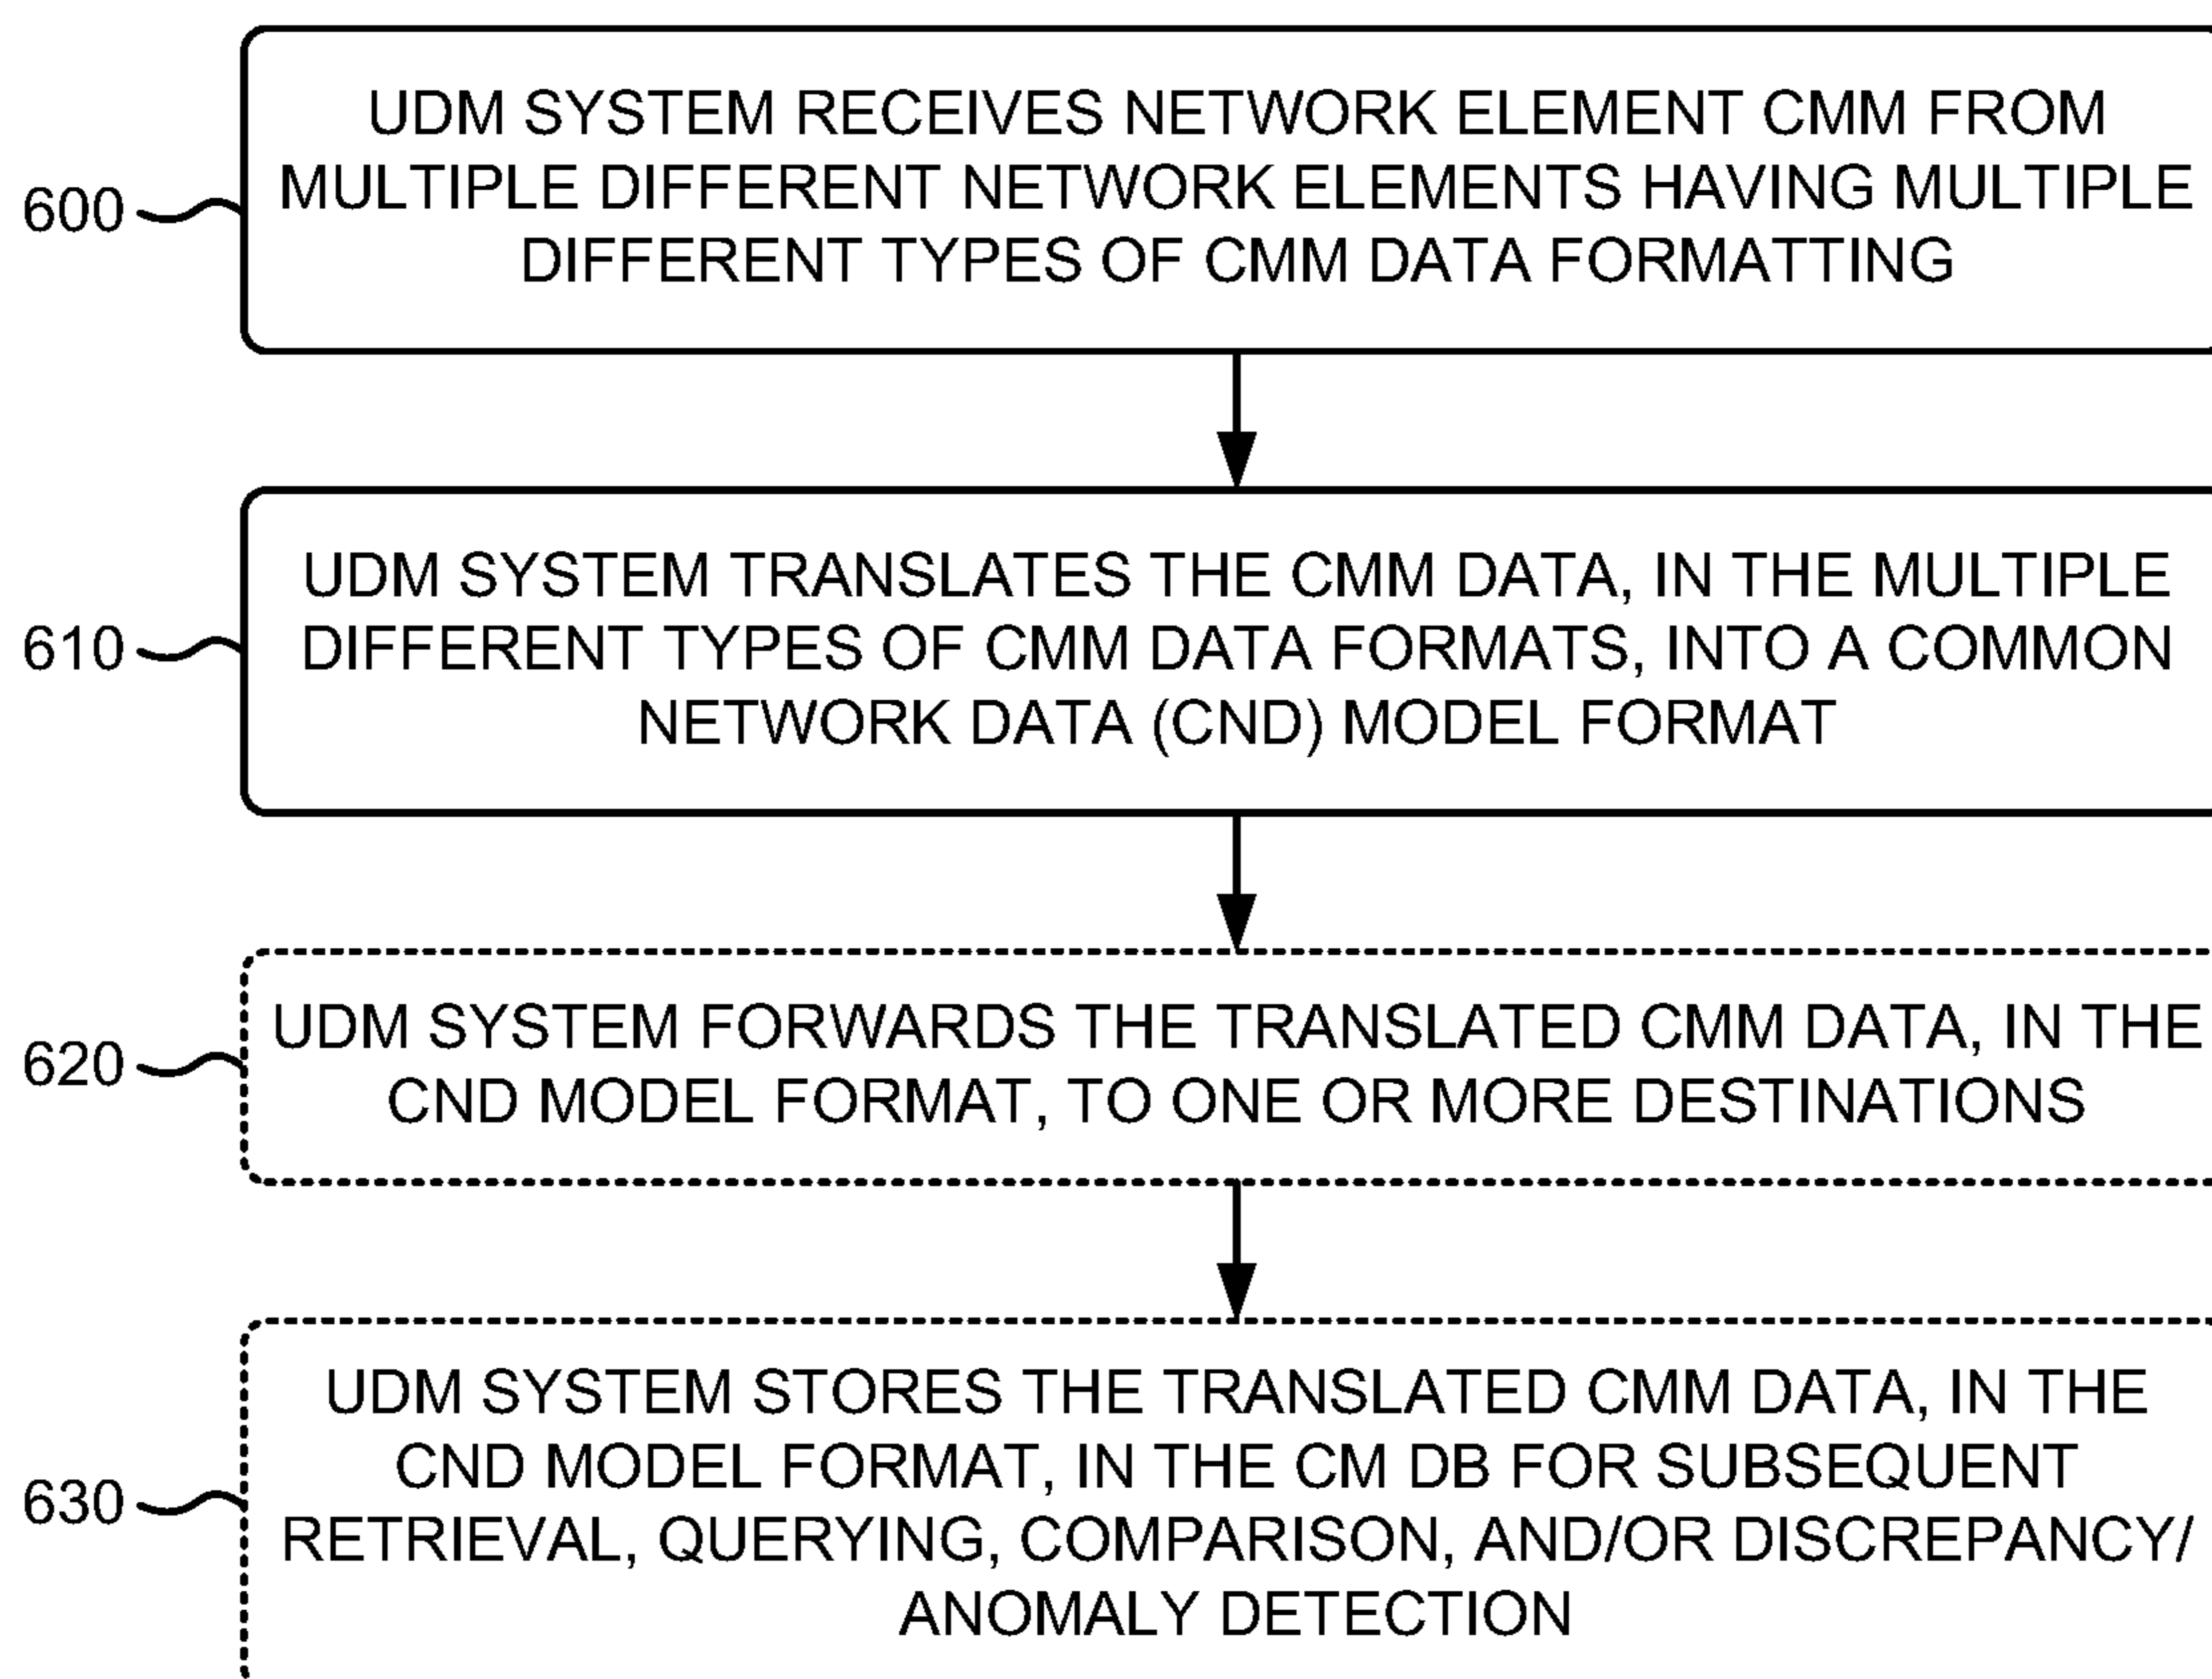 UDM SYSTEM RECEIVES NETWORK ELEMENT CMM FROM
MULTIPLE DIFFERENT NETWORK ELEMENTS HAVING MULTIPLE
DIFFERENT TYPES OF CMM DATA FORMATTING
600
UDM SYSTEM TRANSLATES THE CMM DATA, IN THE MULTIPLE
DIFFERENT TYPES OF CMM DATA FORMATS, INTO A COMMON
NETWORK DATA (CND) MODEL FORMAT
610
UDM SYSTEM FORWARDS THE TRANSLATED CMM DATA, IN THE
CND MODEL FORMAT, TO ONE OR MORE DESTINATIONS
620
UDM SYSTEM STORES THE TRANSLATED CMM DATA, IN THE
CND MODEL FORMAT, IN THE CM DB FOR SUBSEQUENT
RETRIEVAL, QUERYING, COMPARISON, AND/OR DISCREPANCY/
ANOMALY DETECTION
630